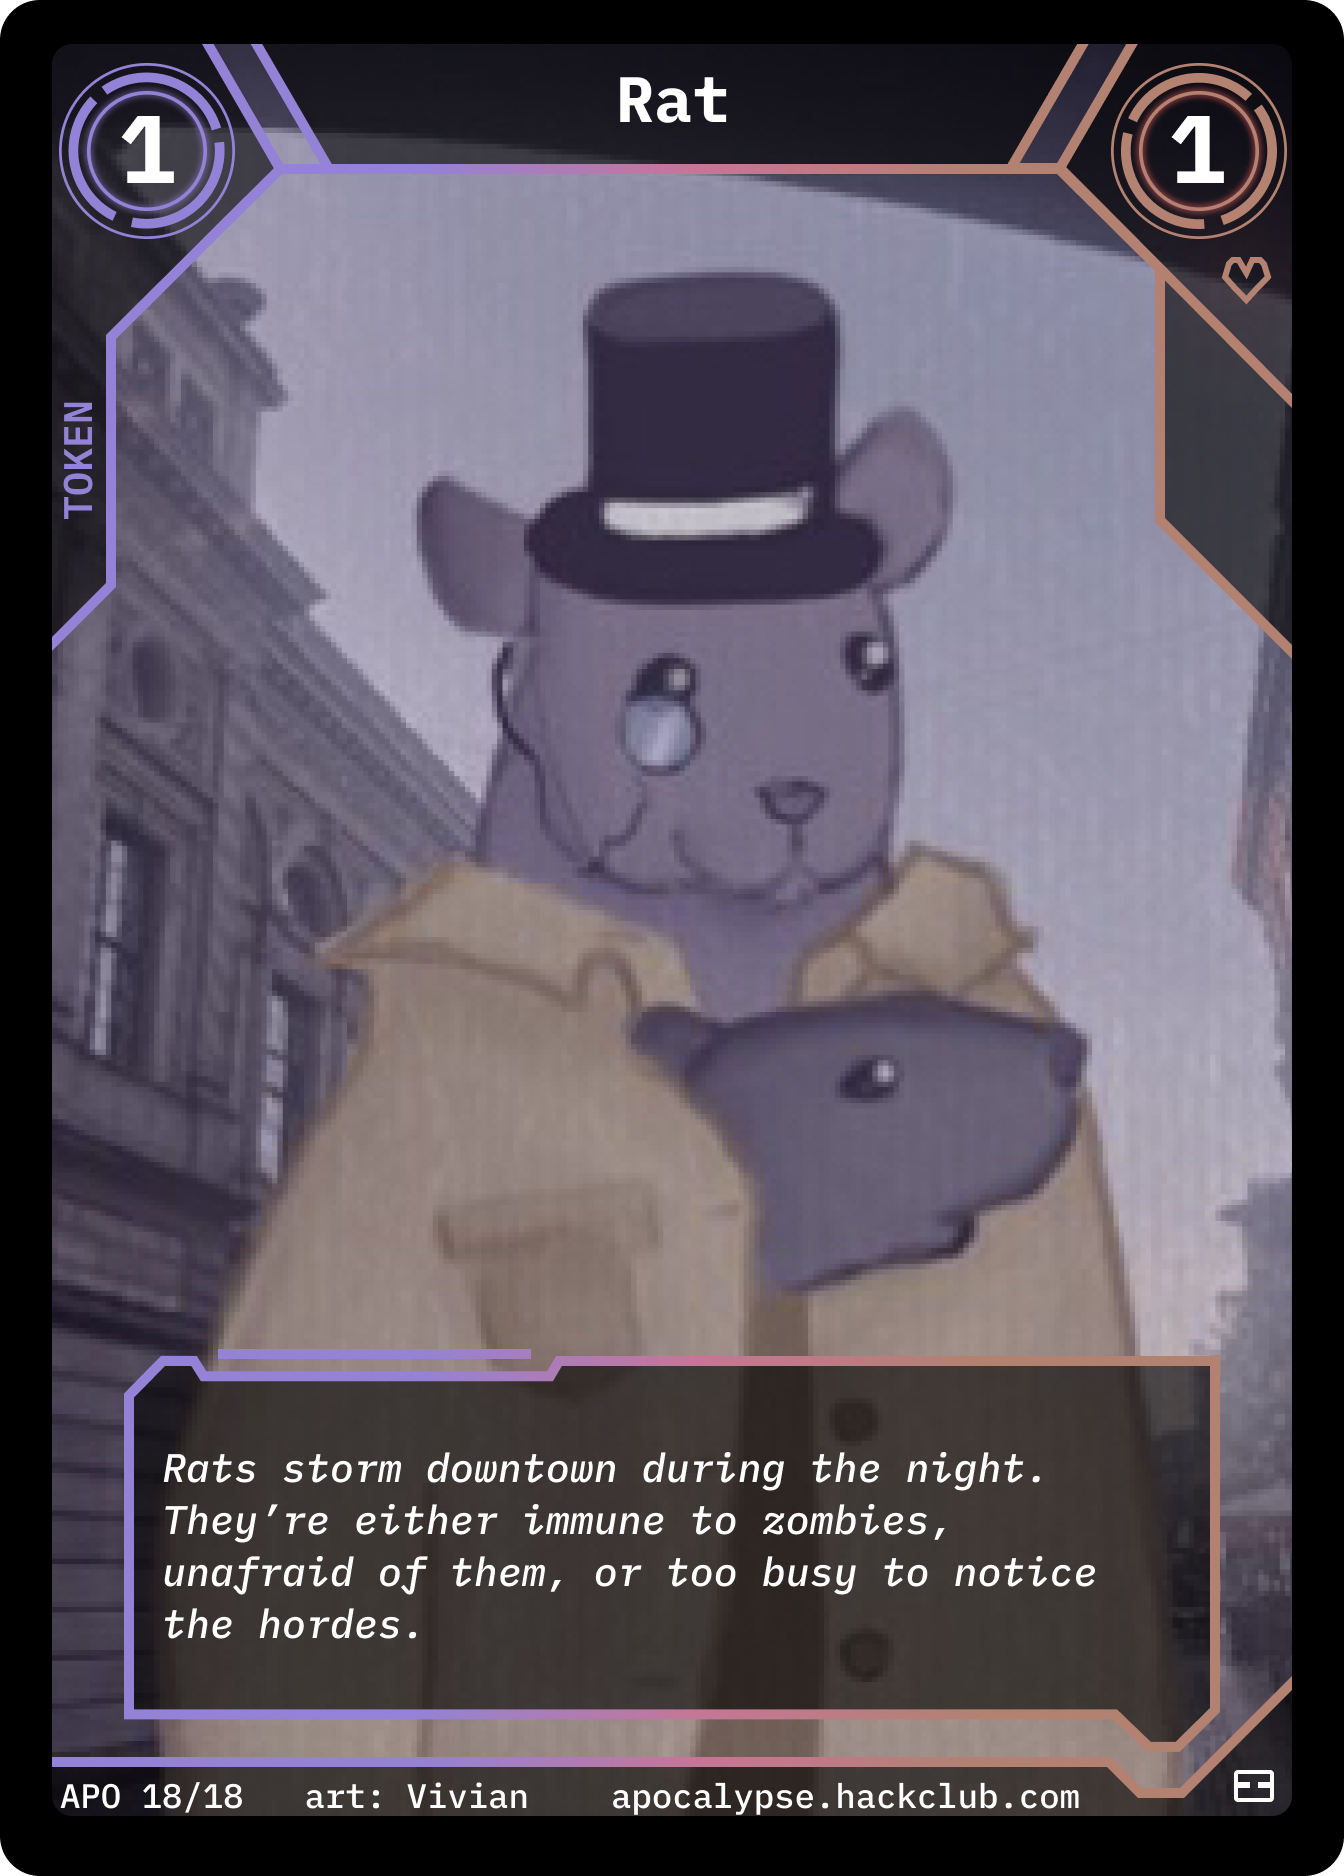 1
Rat
1
TOKEN
Rats storm downtown during the night.
They’re either immune to zombies,
unafraid of them, or too busy to notice
the hordes.
APO 18/18 art: Vivian apocalypse.hackclub.com